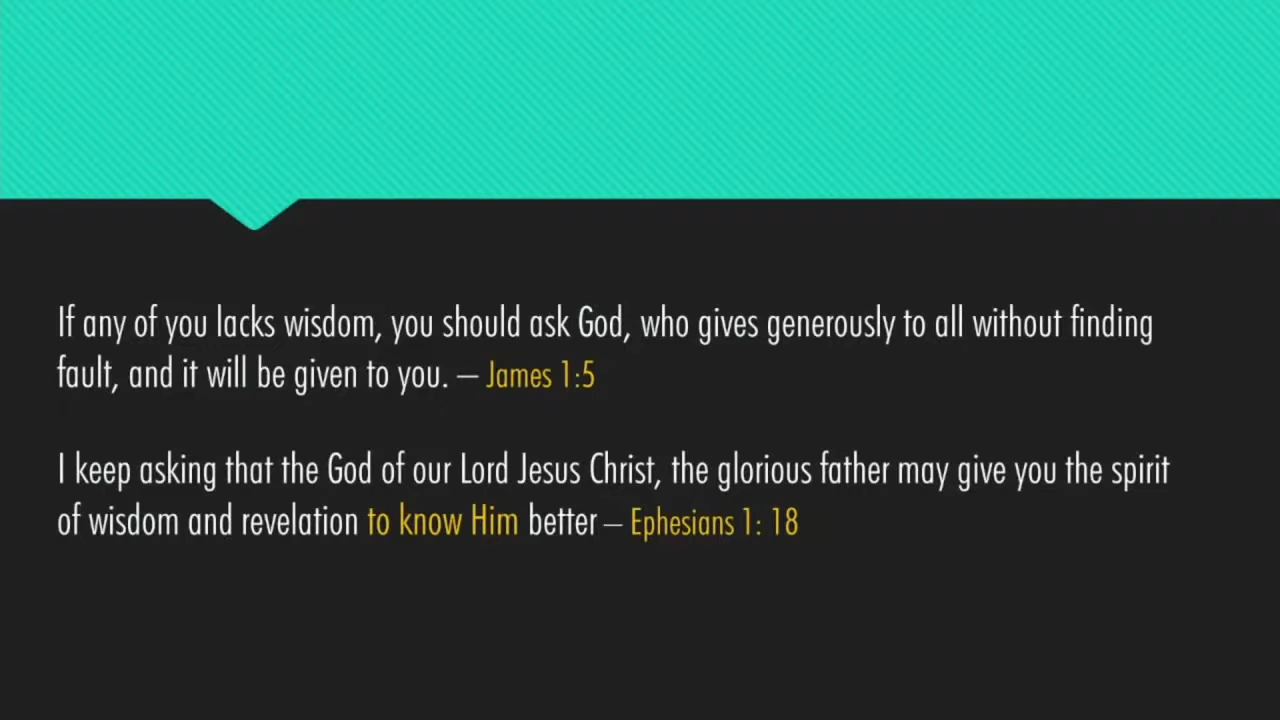 If any of you lacks wisdom, you should ask God, who gives generously to all without finding
fault, and it will be given to you. – James 1:5
I keep asking that the God of our Lord Jesus Christ, the glorious father may give you the spirit
of wisdom and revelation to know Him better – Ephesians 1: 18